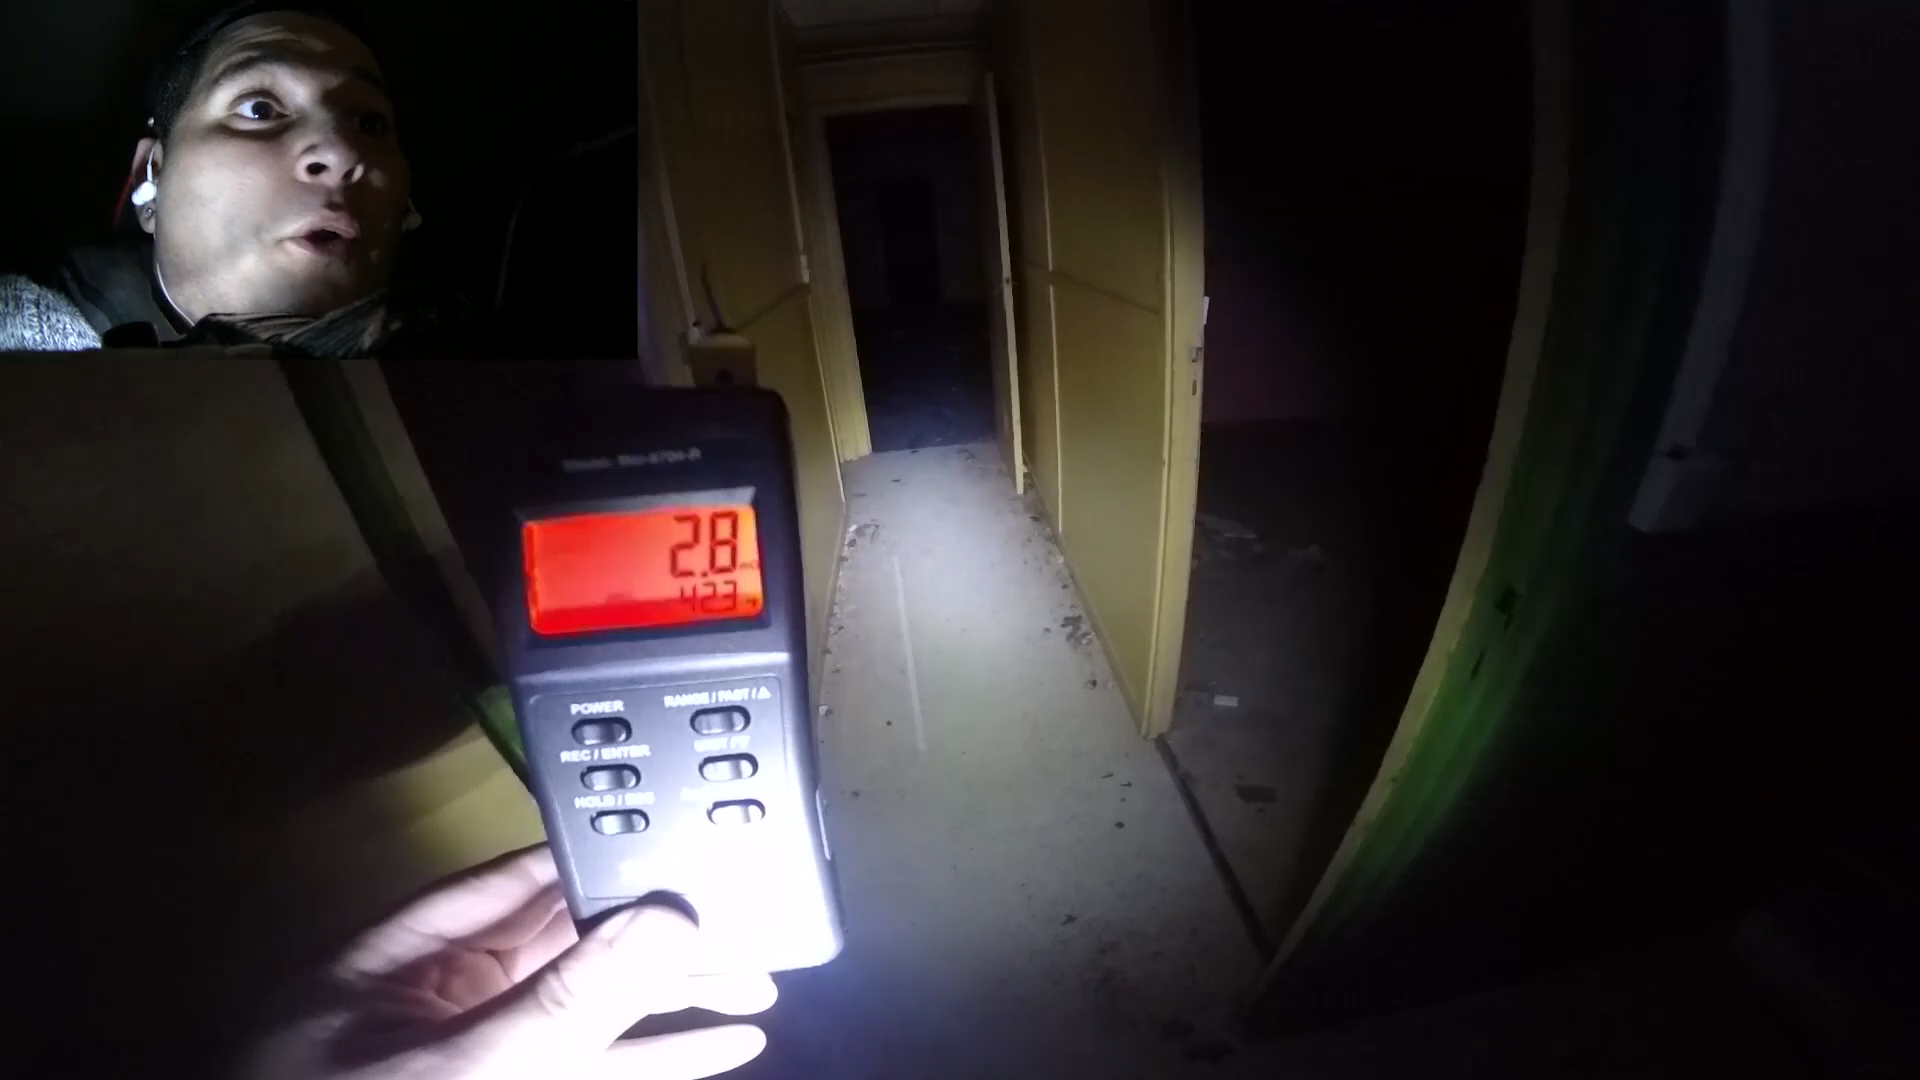 2.8
42.3
POWER
RANGE / FAST / ⚠
REC / ENTER
HOLD / ESC